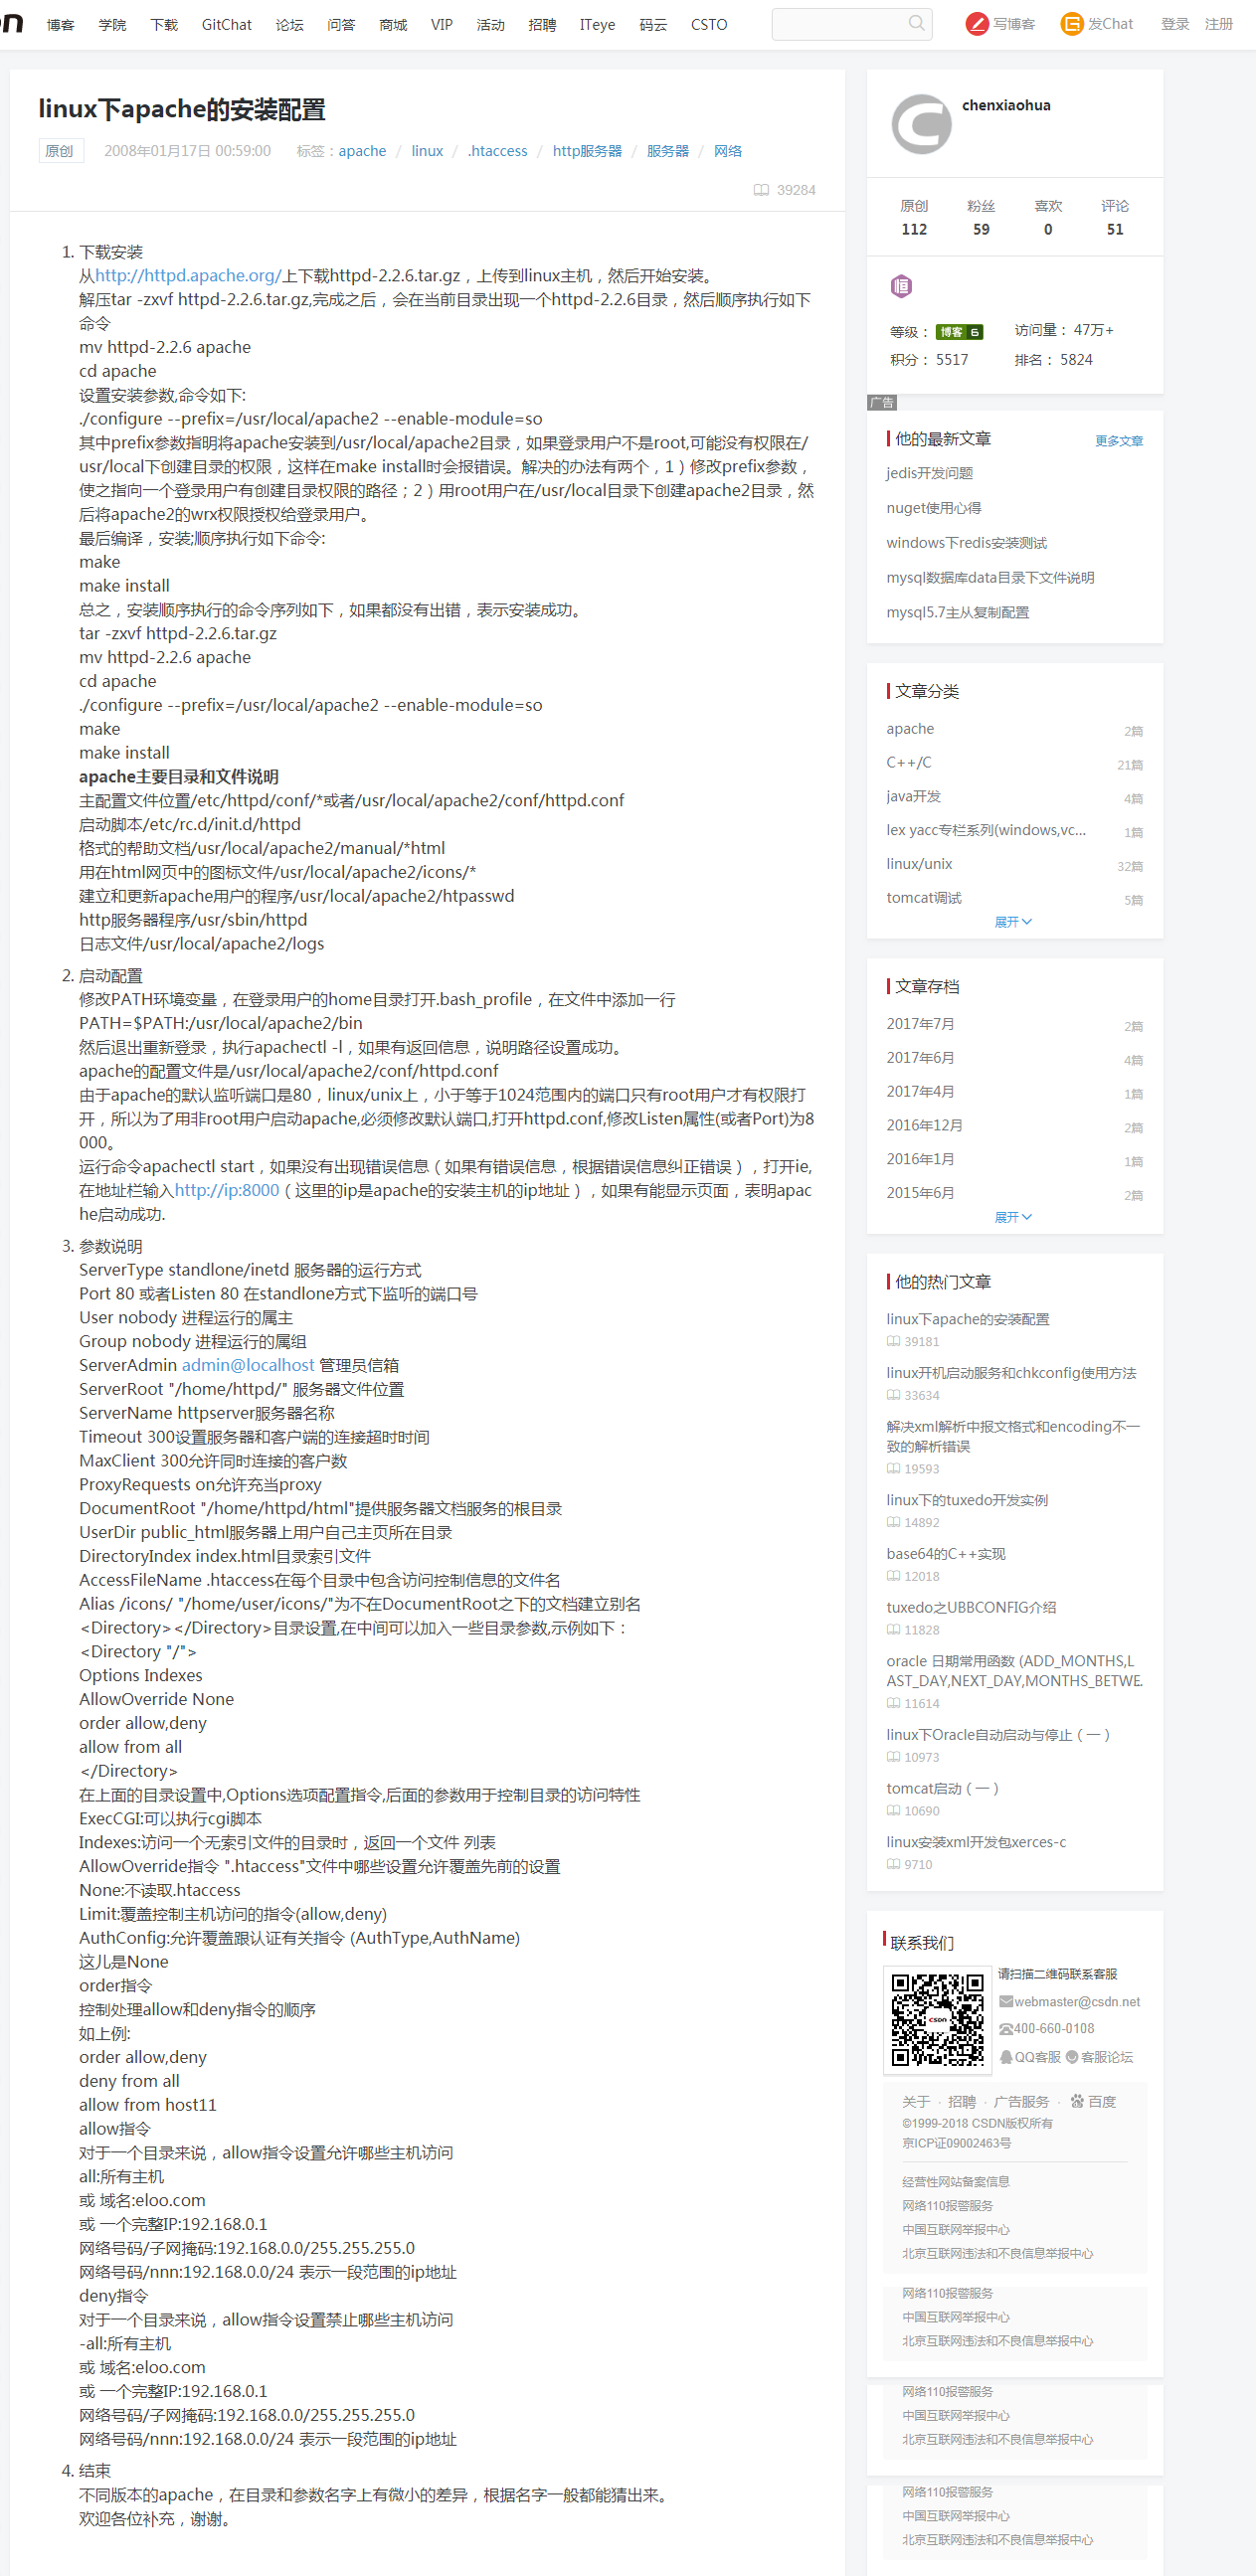 博客 学院 下载 GitChat 论坛 问答 商城 VIP 活动 招聘 ITeye 码云 CSTO 写博客 发Chat 登录 注册
linux下apache的安装配置
原创 2008年01月17日 00:59:00 标签：apache / linux / .htaccess / http服务器 / 服务器 / 网络
39284
1. 下载安装
从http://httpd.apache.org/上下载httpd-2.2.6.tar.gz，上传到linux主机，然后开始安装。
解压tar -zxvf httpd-2.2.6.tar.gz,完成之后，会在当前目录出现一个httpd-2.2.6目录，然后顺序执行如下
命令
mv httpd-2.2.6 apache
cd apache
设置安装参数,命令如下:
./configure --prefix=/usr/local/apache2 --enable-module=so
其中prefix参数指明将apache安装到/usr/local/apache2目录，如果登录用户不是root,可能没有权限在/
usr/local下创建目录的权限，这样在make install时会报错误。解决的办法有两个，1）修改prefix参数，
使之指向一个登录用户有创建目录权限的路径；2）用root用户在/usr/local目录下创建apache2目录，然
后将apache2的wrx权限授权给登录用户。
最后编译，安装;顺序执行如下命令:
make
make install
总之，安装顺序执行的命令序列如下，如果都没有出错，表示安装成功。
tar -zxvf httpd-2.2.6.tar.gz
mv httpd-2.2.6 apache
cd apache
./configure --prefix=/usr/local/apache2 --enable-module=so
make
make install
apache主要目录和文件说明
主配置文件位置/etc/httpd/conf/*或者/usr/local/apache2/conf/httpd.conf
启动脚本/etc/rc.d/init.d/httpd
格式的帮助文档/usr/local/apache2/manual/*html
用在html网页中的图标文件/usr/local/apache2/icons/*
建立和更新apache用户的程序/usr/local/apache2/htpasswd
http服务器程序/usr/sbin/httpd
日志文件/usr/local/apache2/logs
2. 启动配置
修改PATH环境变量，在登录用户的home目录打开.bash_profile，在文件中添加一行
PATH=$PATH:/usr/local/apache2/bin
然后退出重新登录，执行apachectl -l，如果有返回信息，说明路径设置成功。
apache的配置文件是/usr/local/apache2/conf/httpd.conf
由于apache的默认监听端口是80，linux/unix上，小于等于1024范围内的端口只有root用户才有权限打
开，所以为了用非root用户启动apache,必须修改默认端口,打开httpd.conf,修改Listen属性(或者Port)为8
000。
运行命令apachectl start，如果没有出现错误信息（如果有错误信息，根据错误信息纠正错误），打开ie,
在地址栏输入http://ip:8000（这里的ip是apache的安装主机的ip地址），如果有能显示页面，表明apac
he启动成功.
3. 参数说明
ServerType standlone/inetd 服务器的运行方式
Port 80 或者Listen 80 在standlone方式下监听的端口号
User nobody 进程运行的属主
Group nobody 进程运行的属组
ServerAdmin admin@localhost 管理员信箱
ServerRoot "/home/httpd/" 服务器文件位置
ServerName httpserver服务器名称
Timeout 300设置服务器和客户端的连接超时时间
MaxClient 300允许同时连接的客户数
ProxyRequests on允许充当proxy
DocumentRoot "/home/httpd/html"提供服务器文档服务的根目录
UserDir public_html服务器上用户自己主页所在目录
DirectoryIndex index.html目录索引文件
AccessFileName .htaccess在每个目录中包含访问控制信息的文件名
Alias /icons/ "/home/user/icons/"为不在DocumentRoot之下的文档建立别名
<Directory></Directory>目录设置,在中间可以加入一些目录参数,示例如下：
<Directory "/">
Options Indexes
AllowOverride None
order allow,deny
allow from all
</Directory>
在上面的目录设置中,Options选项配置指令,后面的参数用于控制目录的访问特性
ExecCGI:可以执行cgi脚本
Indexes:访问一个无索引文件的目录时，返回一个文件 列表
AllowOverride指令 ".htaccess"文件中哪些设置允许覆盖先前的设置
None:不读取.htaccess
Limit:覆盖控制主机访问的指令(allow,deny)
AuthConfig:允许覆盖跟认证有关指令 (AuthType,AuthName)
这儿是None
order指令
控制处理allow和deny指令的顺序
如上例:
order allow,deny
deny from all
allow from host11
allow指令
对于一个目录来说，allow指令设置允许哪些主机访问
all:所有主机
或 域名:eloo.com
或 一个完整IP:192.168.0.1
网络号码/子网掩码:192.168.0.0/255.255.255.0
网络号码/nnn:192.168.0.0/24 表示一段范围的ip地址
deny指令
对于一个目录来说，allow指令设置禁止哪些主机访问
-all:所有主机
或 域名:eloo.com
或 一个完整IP:192.168.0.1
网络号码/子网掩码:192.168.0.0/255.255.255.0
网络号码/nnn:192.168.0.0/24 表示一段范围的ip地址
4. 结束
不同版本的apache，在目录和参数名字上有微小的差异，根据名字一般都能猜出来。
欢迎各位补充，谢谢。
chenxiaohua
原创 粉丝 喜欢 评论
112 59 0 51
恒
等级： 博客 6 访问量： 47万+
积分： 5517 排名： 5824
广告
他的最新文章 更多文章
jedis开发问题
nuget使用心得
windows下redis安装测试
mysql数据库data目录下文件说明
mysql5.7主从复制配置
文章分类
apache 2篇
C++/C 21篇
java开发 4篇
lex yacc专栏系列(windows,vc... 1篇
linux/unix 32篇
tomcat调试 5篇
展开
文章存档
2017年7月 2篇
2017年6月 4篇
2017年4月 1篇
2016年12月 2篇
2016年1月 1篇
2015年6月 2篇
展开
他的热门文章
linux下apache的安装配置
39181
linux开机启动服务和chkconfig使用方法
33634
解决xml解析中报文格式和encoding不一
致的解析错误
19593
linux下的tuxedo开发实例
14892
base64的C++实现
12018
tuxedo之UBBCONFIG介绍
11828
oracle 日期常用函数 (ADD_MONTHS,L
AST_DAY,NEXT_DAY,MONTHS_BETWE.
11614
linux下Oracle自动启动与停止（一）
10973
tomcat启动（一）
10690
linux安装xml开发包xerces-c
9710
联系我们
CSDN
请扫描二维码联系客服
webmaster@csdn.net
400-660-0108
QQ客服 客服论坛
关于 · 招聘 · 广告服务 · 百度
©1999-2018 CSDN版权所有
京ICP证09002463号
经营性网站备案信息
网络110报警服务
中国互联网举报中心
北京互联网违法和不良信息举报中心
网络110报警服务
中国互联网举报中心
北京互联网违法和不良信息举报中心
网络110报警服务
中国互联网举报中心
北京互联网违法和不良信息举报中心
网络110报警服务
中国互联网举报中心
北京互联网违法和不良信息举报中心